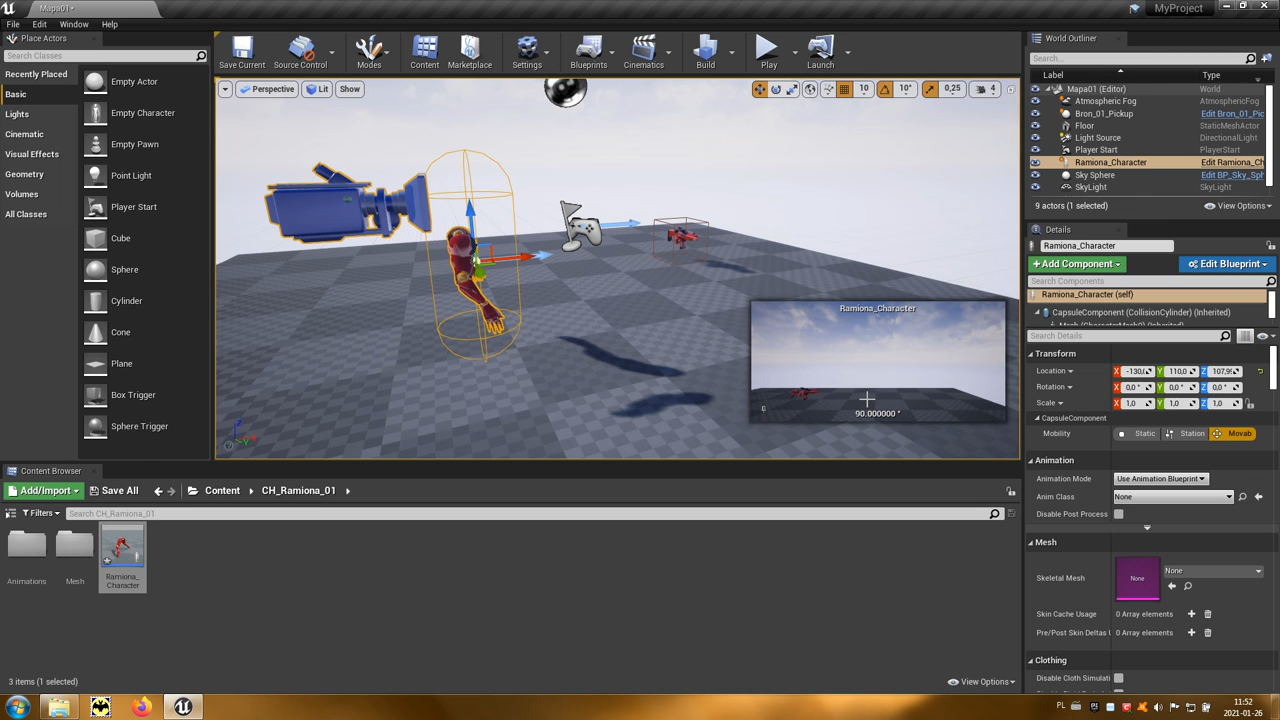 Mapa01*
MyProject
File Edit Window Help
Place Actors
Search Classes
Recently Placed
Basic
Lights
Cinematic
Visual Effects
Geometry
Volumes
All Classes
Empty Actor
Empty Character
Empty Pawn
Point Light
Player Start
Cube
Sphere
Cylinder
Cone
Plane
Box Trigger
Sphere Trigger
Save Current Source Control Modes Content Marketplace Settings Blueprints Cinematics Build Play Launch
Perspective Lit Show
10 10° 0,25 4
Ramiona_Character
90.000000 °
Z
Y
World Outliner
Search...
Label Type
Mapa01 (Editor) World
Atmospheric Fog AtmosphericFog
Bron_01_Pickup Edit Bron_01_Pic
Floor StaticMeshActor
Light Source DirectionalLight
Player Start PlayerStart
Ramiona_Character Edit Ramiona_Ch
Sky Sphere Edit BP_Sky_Sph
SkyLight SkyLight
9 actors (1 selected) View Options
Details
Ramiona_Character
+Add Component Edit Blueprint
Search Components
Ramiona_Character (self)
CapsuleComponent (CollisionCylinder) (Inherited)
Mesh (CharacterMesh0) (Inherited)
Search Details
Transform
Location X -130,0 Y 110,0 Z 107,9
Rotation X 0,0 ° Y 0,0 ° Z 0,0 °
Scale X 1,0 Y 1,0 Z 1,0
CapsuleComponent
Mobility Static Station Movab
Animation
Animation Mode Use Animation Blueprint
Anim Class None
Disable Post Process
Mesh
Skeletal Mesh None None
Skin Cache Usage 0 Array elements
Pre/Post Skin Deltas U 0 Array elements
Clothing
Disable Cloth Simulati
Content Browser
Add/Import Save All Content CH_Ramiona_01
Filters Search CH_Ramiona_01
Animations
Mesh
Ramiona_
Character
3 items (1 selected) View Options
PL
11:52
2021-01-26